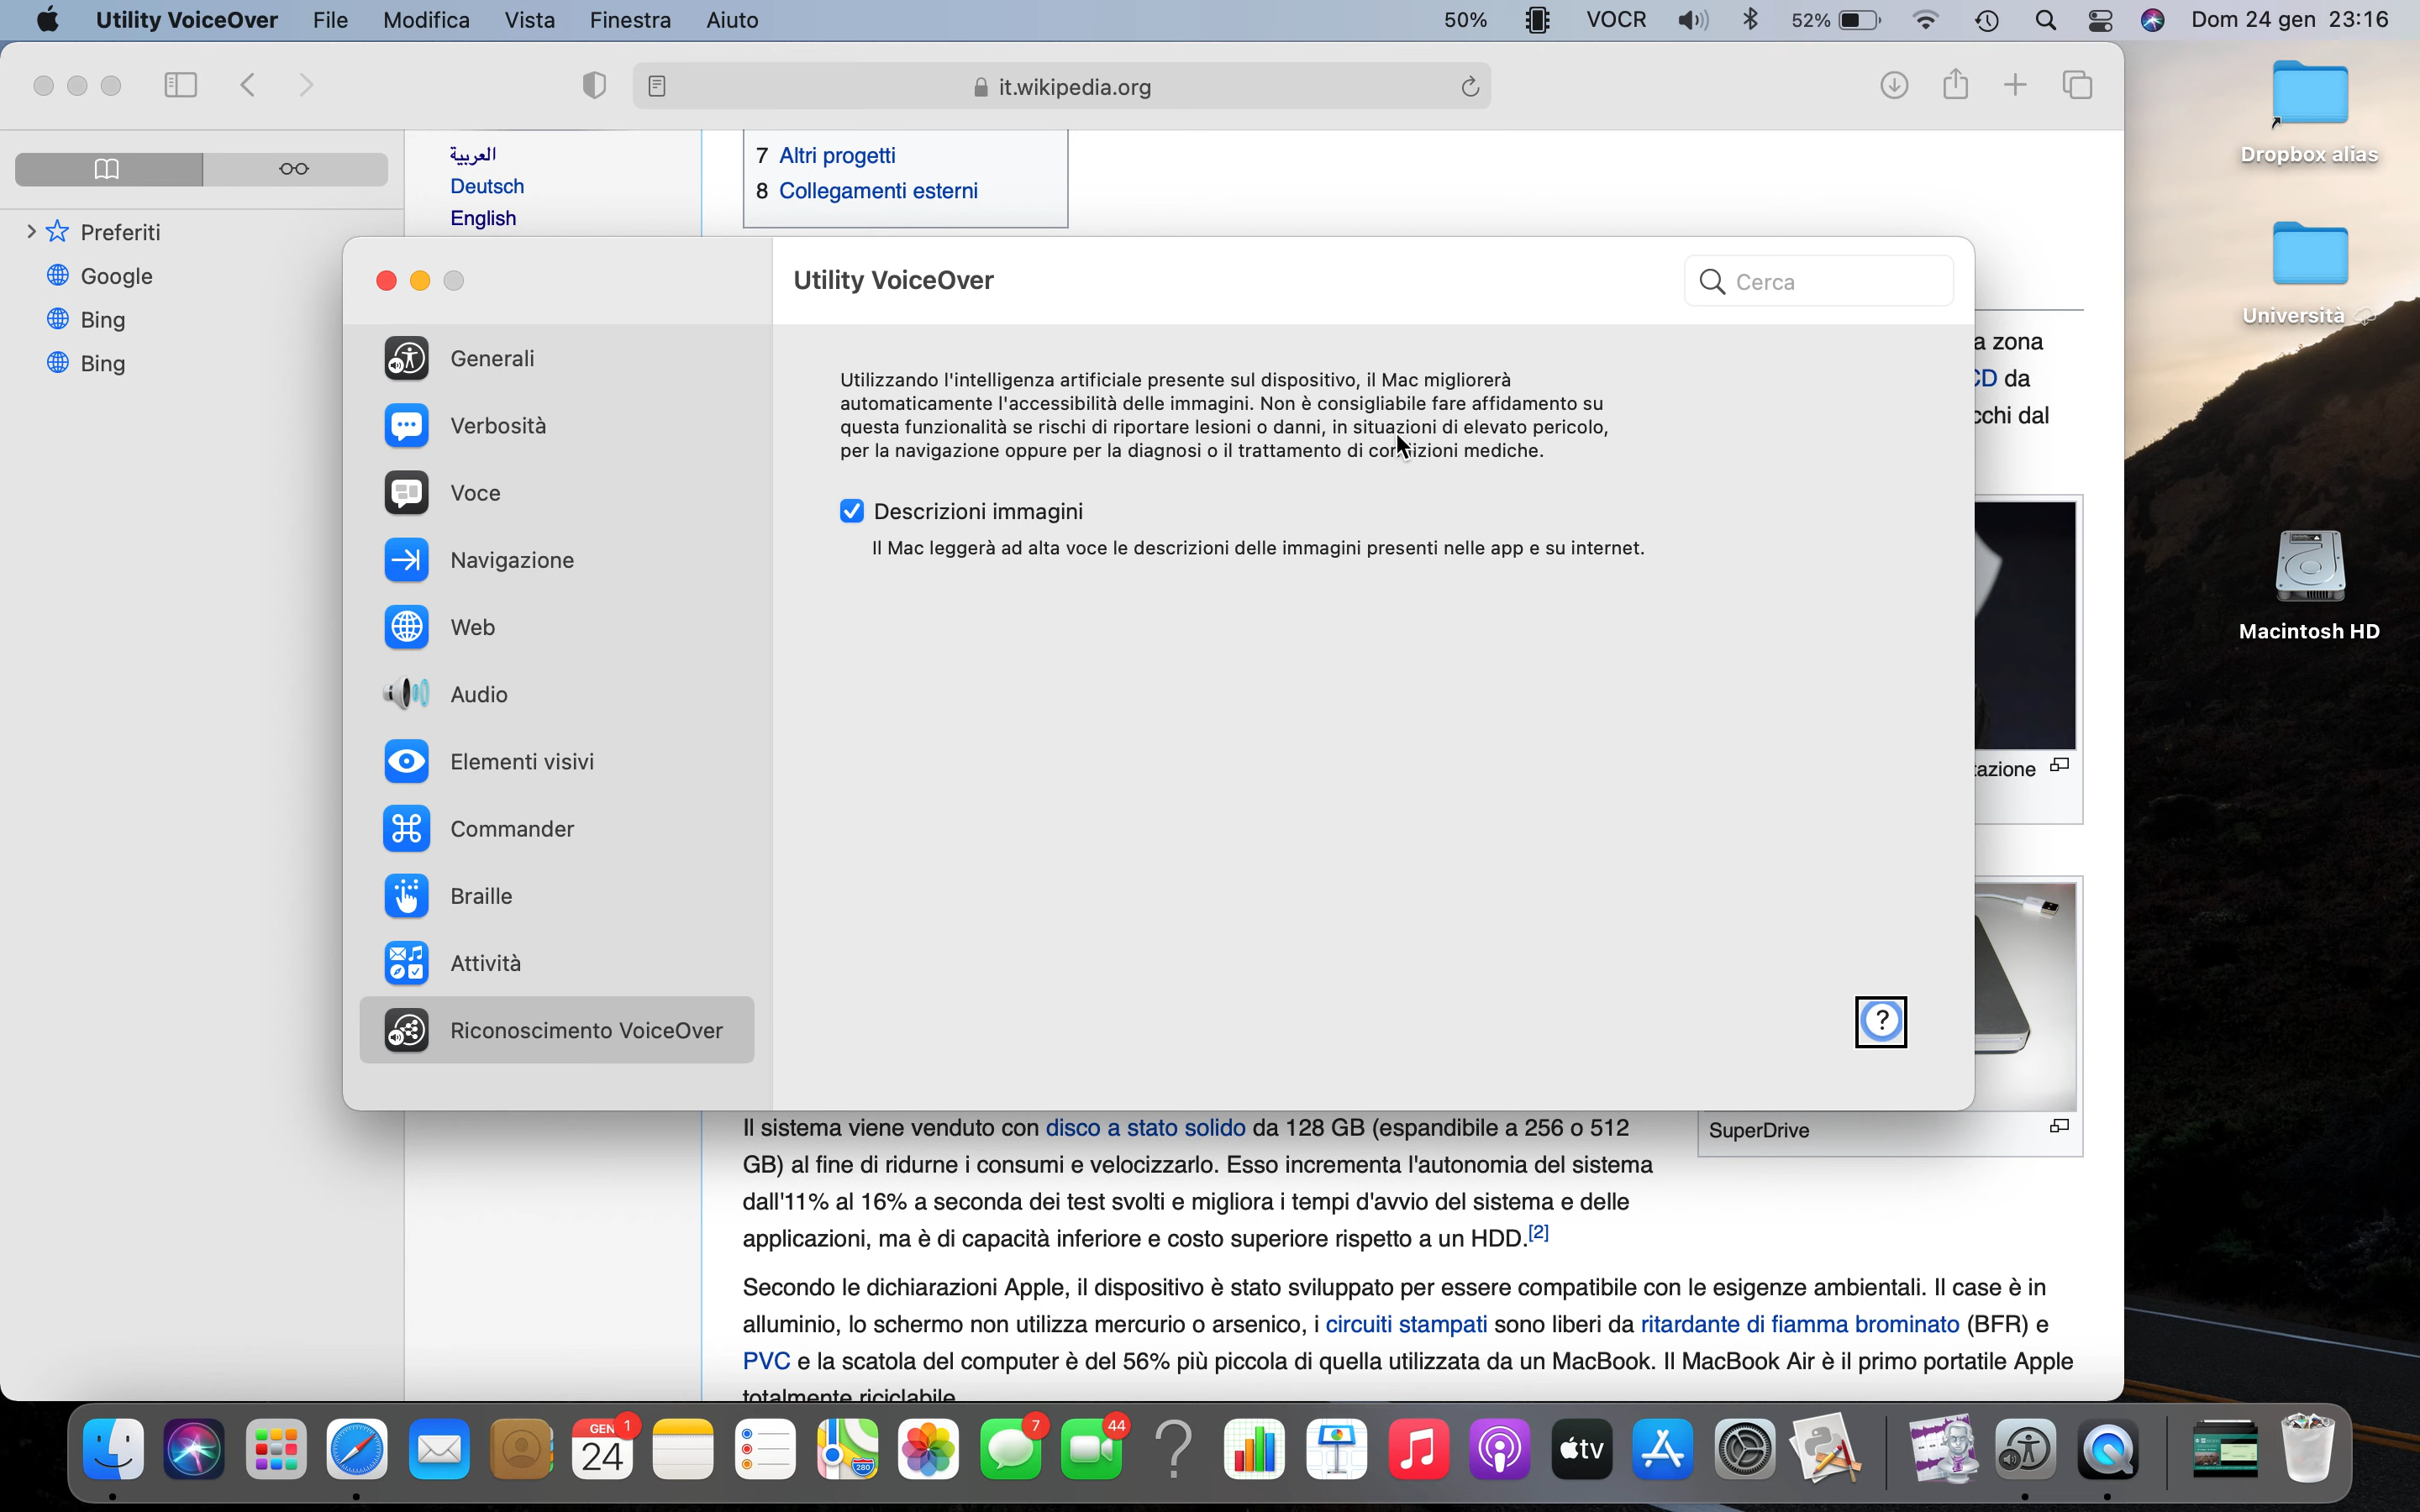 Utility VoiceOver File Modifica Vista Finestra Aiuto 50% VOCR 52% Dom 24 gen 23:16
it.wikipedia.org
Preferiti
Google
Bing
Bing
العربية
Deutsch
English
7 Altri progetti
8 Collegamenti esterni
Utility VoiceOver
Cerca
Generali
Verbosità
Voce
Navigazione
Web
Audio
Elementi visivi
Commander
Braille
Attività
Riconoscimento VoiceOver
Utilizzando l'intelligenza artificiale presente sul dispositivo, il Mac migliorerà
automaticamente l'accessibilità delle immagini. Non è consigliabile fare affidamento su
questa funzionalità se rischi di riportare lesioni o danni, in situazioni di elevato pericolo,
per la navigazione oppure per la diagnosi o il trattamento di condizioni mediche.
Descrizioni immagini
Il Mac leggerà ad alta voce le descrizioni delle immagini presenti nelle app e su internet.
?
a zona
CD da
cchi dal
tazione
SuperDrive
Il sistema viene venduto con disco a stato solido da 128 GB (espandibile a 256 o 512
GB) al fine di ridurne i consumi e velocizzarlo. Esso incrementa l'autonomia del sistema
dall'11% al 16% a seconda dei test svolti e migliora i tempi d'avvio del sistema e delle
applicazioni, ma è di capacità inferiore e costo superiore rispetto a un HDD.[2]
Secondo le dichiarazioni Apple, il dispositivo è stato sviluppato per essere compatibile con le esigenze ambientali. Il case è in
alluminio, lo schermo non utilizza mercurio o arsenico, i circuiti stampati sono liberi da ritardante di fiamma brominato (BFR) e
PVC e la scatola del computer è del 56% più piccola di quella utilizzata da un MacBook. Il MacBook Air è il primo portatile Apple
totalmente riciclabile
Dropbox alias
Università
Macintosh HD
GEN 1
24
280
7
44
?
tv